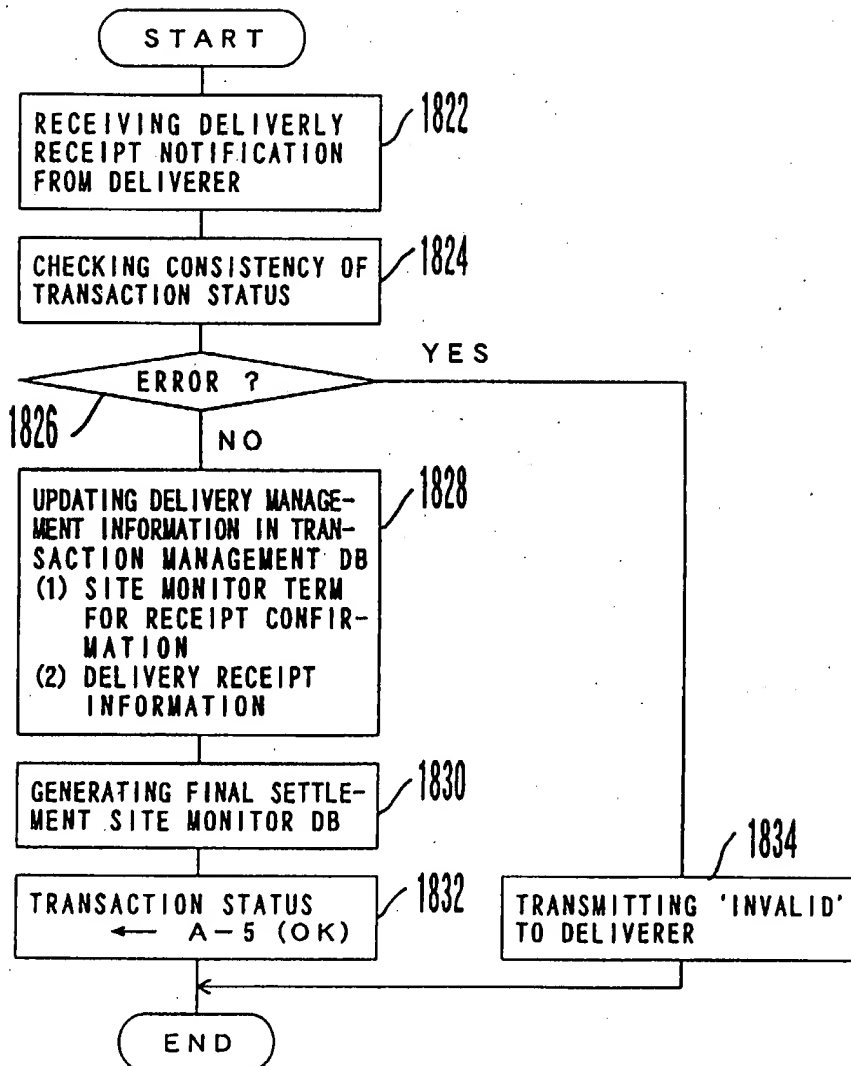 START
RECEIVING DELIVERLY
RECEIPT NOTIFICATION
FROM DELIVERER
1822
CHECKING CONSISTENCY OF
TRANSACTION STATUS
1824
ERROR ?
YES
1826
NO
UPDATING DELIVERY MANAGE-
MENT INFORMATION IN TRAN-
SACTION MANAGEMENT DB
(1) SITE MONITOR TERM
FOR RECEIPT CONFIR-
MATION
(2) DELIVERY RECEIPT
INFORMATION
1828
GENERATING FINAL SETTLE-
MENT SITE MONITOR DB
1830
TRANSACTION STATUS
← A-5 (OK)
1832
TRANSMITTING 'INVALID'
TO DELIVERER
1834
END